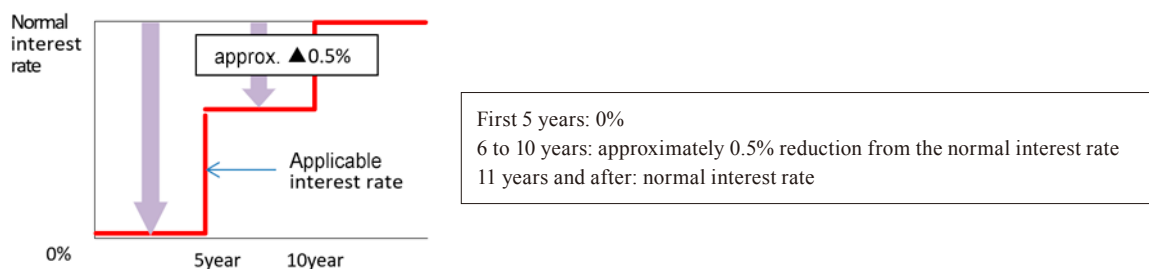 Normal
interest
rate
approx. ▲0.5%
Applicable
interest rate
0%
5year
10year
First 5 years: 0%
6 to 10 years: approximately 0.5% reduction from the normal interest rate
11 years and after: normal interest rate